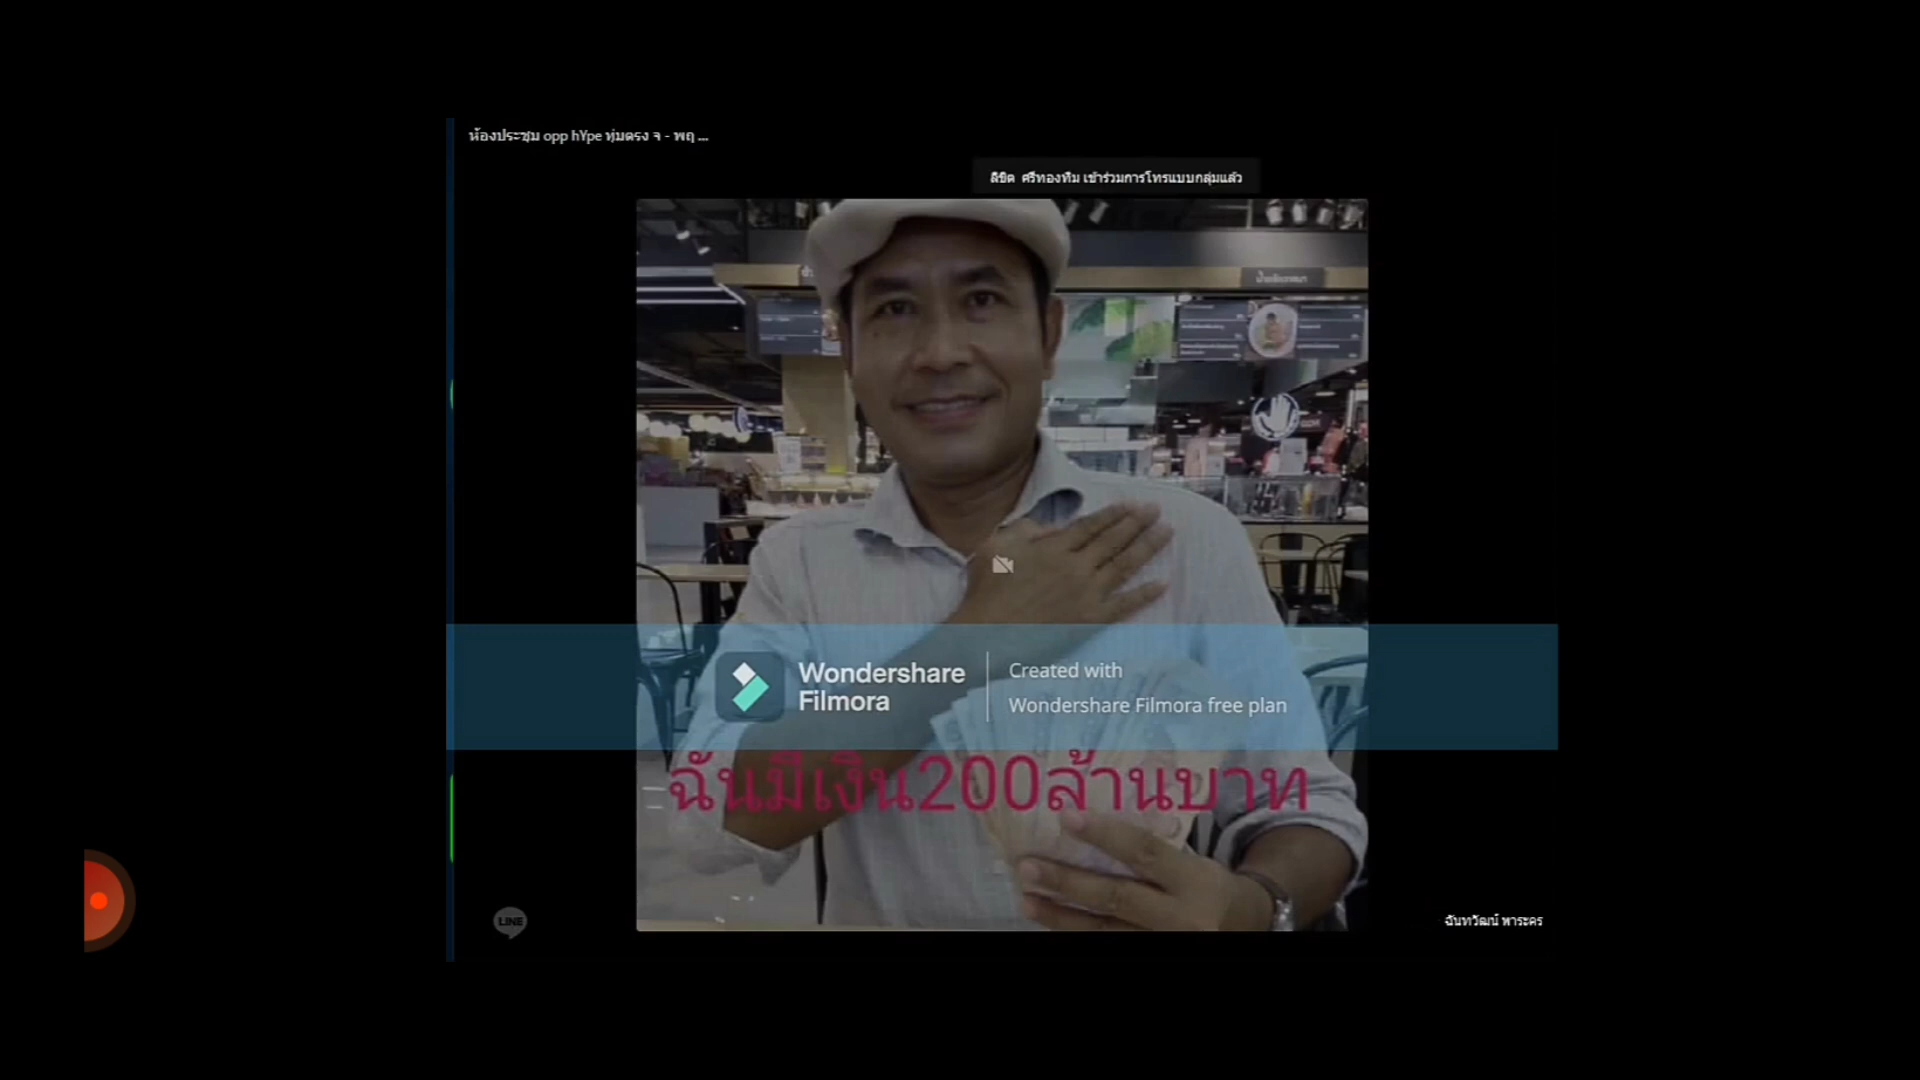 ห้องประชุม opp hYpe ทุ่มตรง จ - พฤ ...
ลิขิต ศรีทองทิม เข้าร่วมการโทรแบบกลุ่มแล้ว
Wondershare
Filmora
Created with
Wondershare Filmora free plan
ฉันมีเงิน200ล้านบาท
LINE
ฉันทวัฒน์ พาระคร